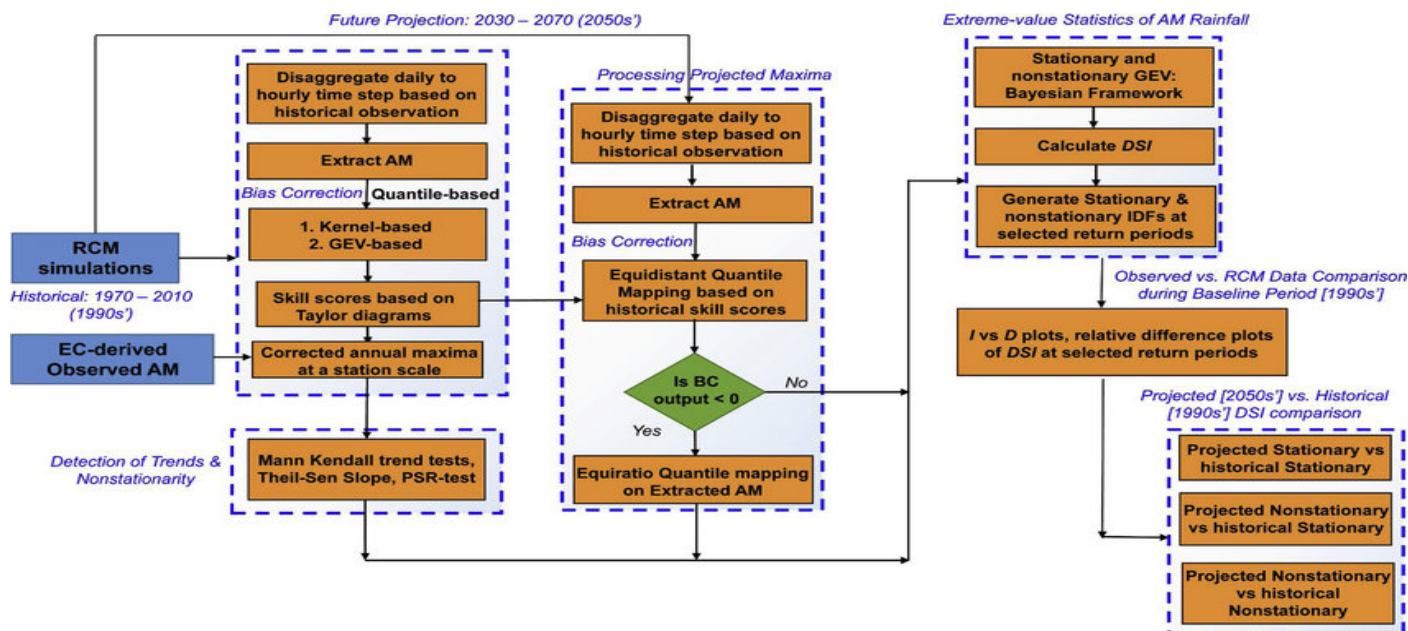 Future Projection: 2030 – 2070 (2050s')
RCM
simulations
Historical: 1970 – 2010
(1990s')
EC-derived
Observed AM
Disaggregate daily to
hourly time step based on
historical observation
Extract AM
Bias Correction
Quantile-based
1. Kernel-based
2. GEV-based
Skill scores based on
Taylor diagrams
Corrected annual maxima
at a station scale
Detection of Trends &
Nonstationarity
Mann Kendall trend tests,
Theil-Sen Slope, PSR-test
Processing Projected Maxima
Disaggregate daily to
hourly time step based on
historical observation
Extract AM
Bias Correction
Equidistant Quantile
Mapping based on
historical skill scores
Is BC
output < 0
No
Yes
Equiratio Quantile mapping
on Extracted AM
Extreme-value Statistics of AM Rainfall
Stationary and
nonstationary GEV:
Bayesian Framework
Calculate DSI
Generate Stationary &
nonstationary IDFs at
selected return periods
Observed vs. RCM Data Comparison
during Baseline Period [1990s']
I vs D plots, relative difference plots
of DSI at selected return periods
Projected [2050s'] vs. Historical
[1990s'] DSI comparison
Projected Stationary vs
historical Stationary
Projected Nonstationary
vs historical Stationary
Projected Nonstationary
vs historical
Nonstationary